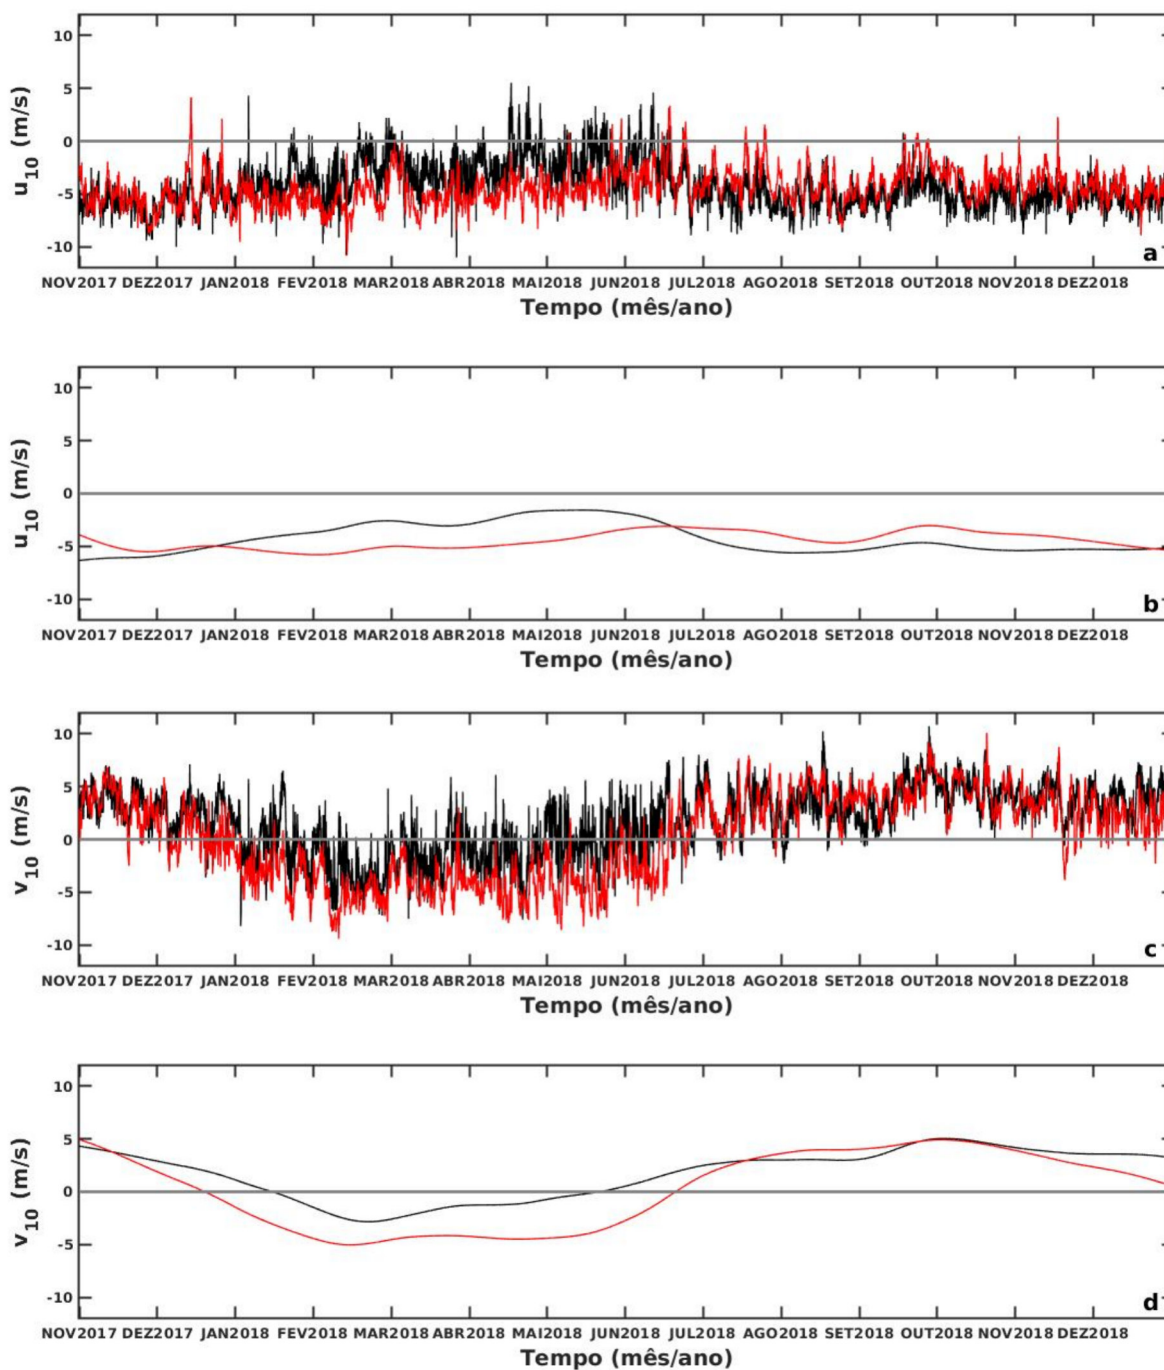 10
5
u10 (m/s)
0
-5
-10
a
NOV2017 DEZ2017 JAN2018 FEV2018 MAR2018 ABR2018 MAI2018 JUN2018 JUL2018 AGO2018 SET2018 OUT2018 NOV2018 DEZ2018
Tempo (mês/ano)
10
5
u10 (m/s)
0
-5
-10
b
NOV2017 DEZ2017 JAN2018 FEV2018 MAR2018 ABR2018 MAI2018 JUN2018 JUL2018 AGO2018 SET2018 OUT2018 NOV2018 DEZ2018
Tempo (mês/ano)
10
5
v10 (m/s)
0
-5
-10
c
NOV2017 DEZ2017 JAN2018 FEV2018 MAR2018 ABR2018 MAI2018 JUN2018 JUL2018 AGO2018 SET2018 OUT2018 NOV2018 DEZ2018
Tempo (mês/ano)
10
5
v10 (m/s)
0
-5
-10
d
NOV2017 DEZ2017 JAN2018 FEV2018 MAR2018 ABR2018 MAI2018 JUN2018 JUL2018 AGO2018 SET2018 OUT2018 NOV2018 DEZ2018
Tempo (mês/ano)